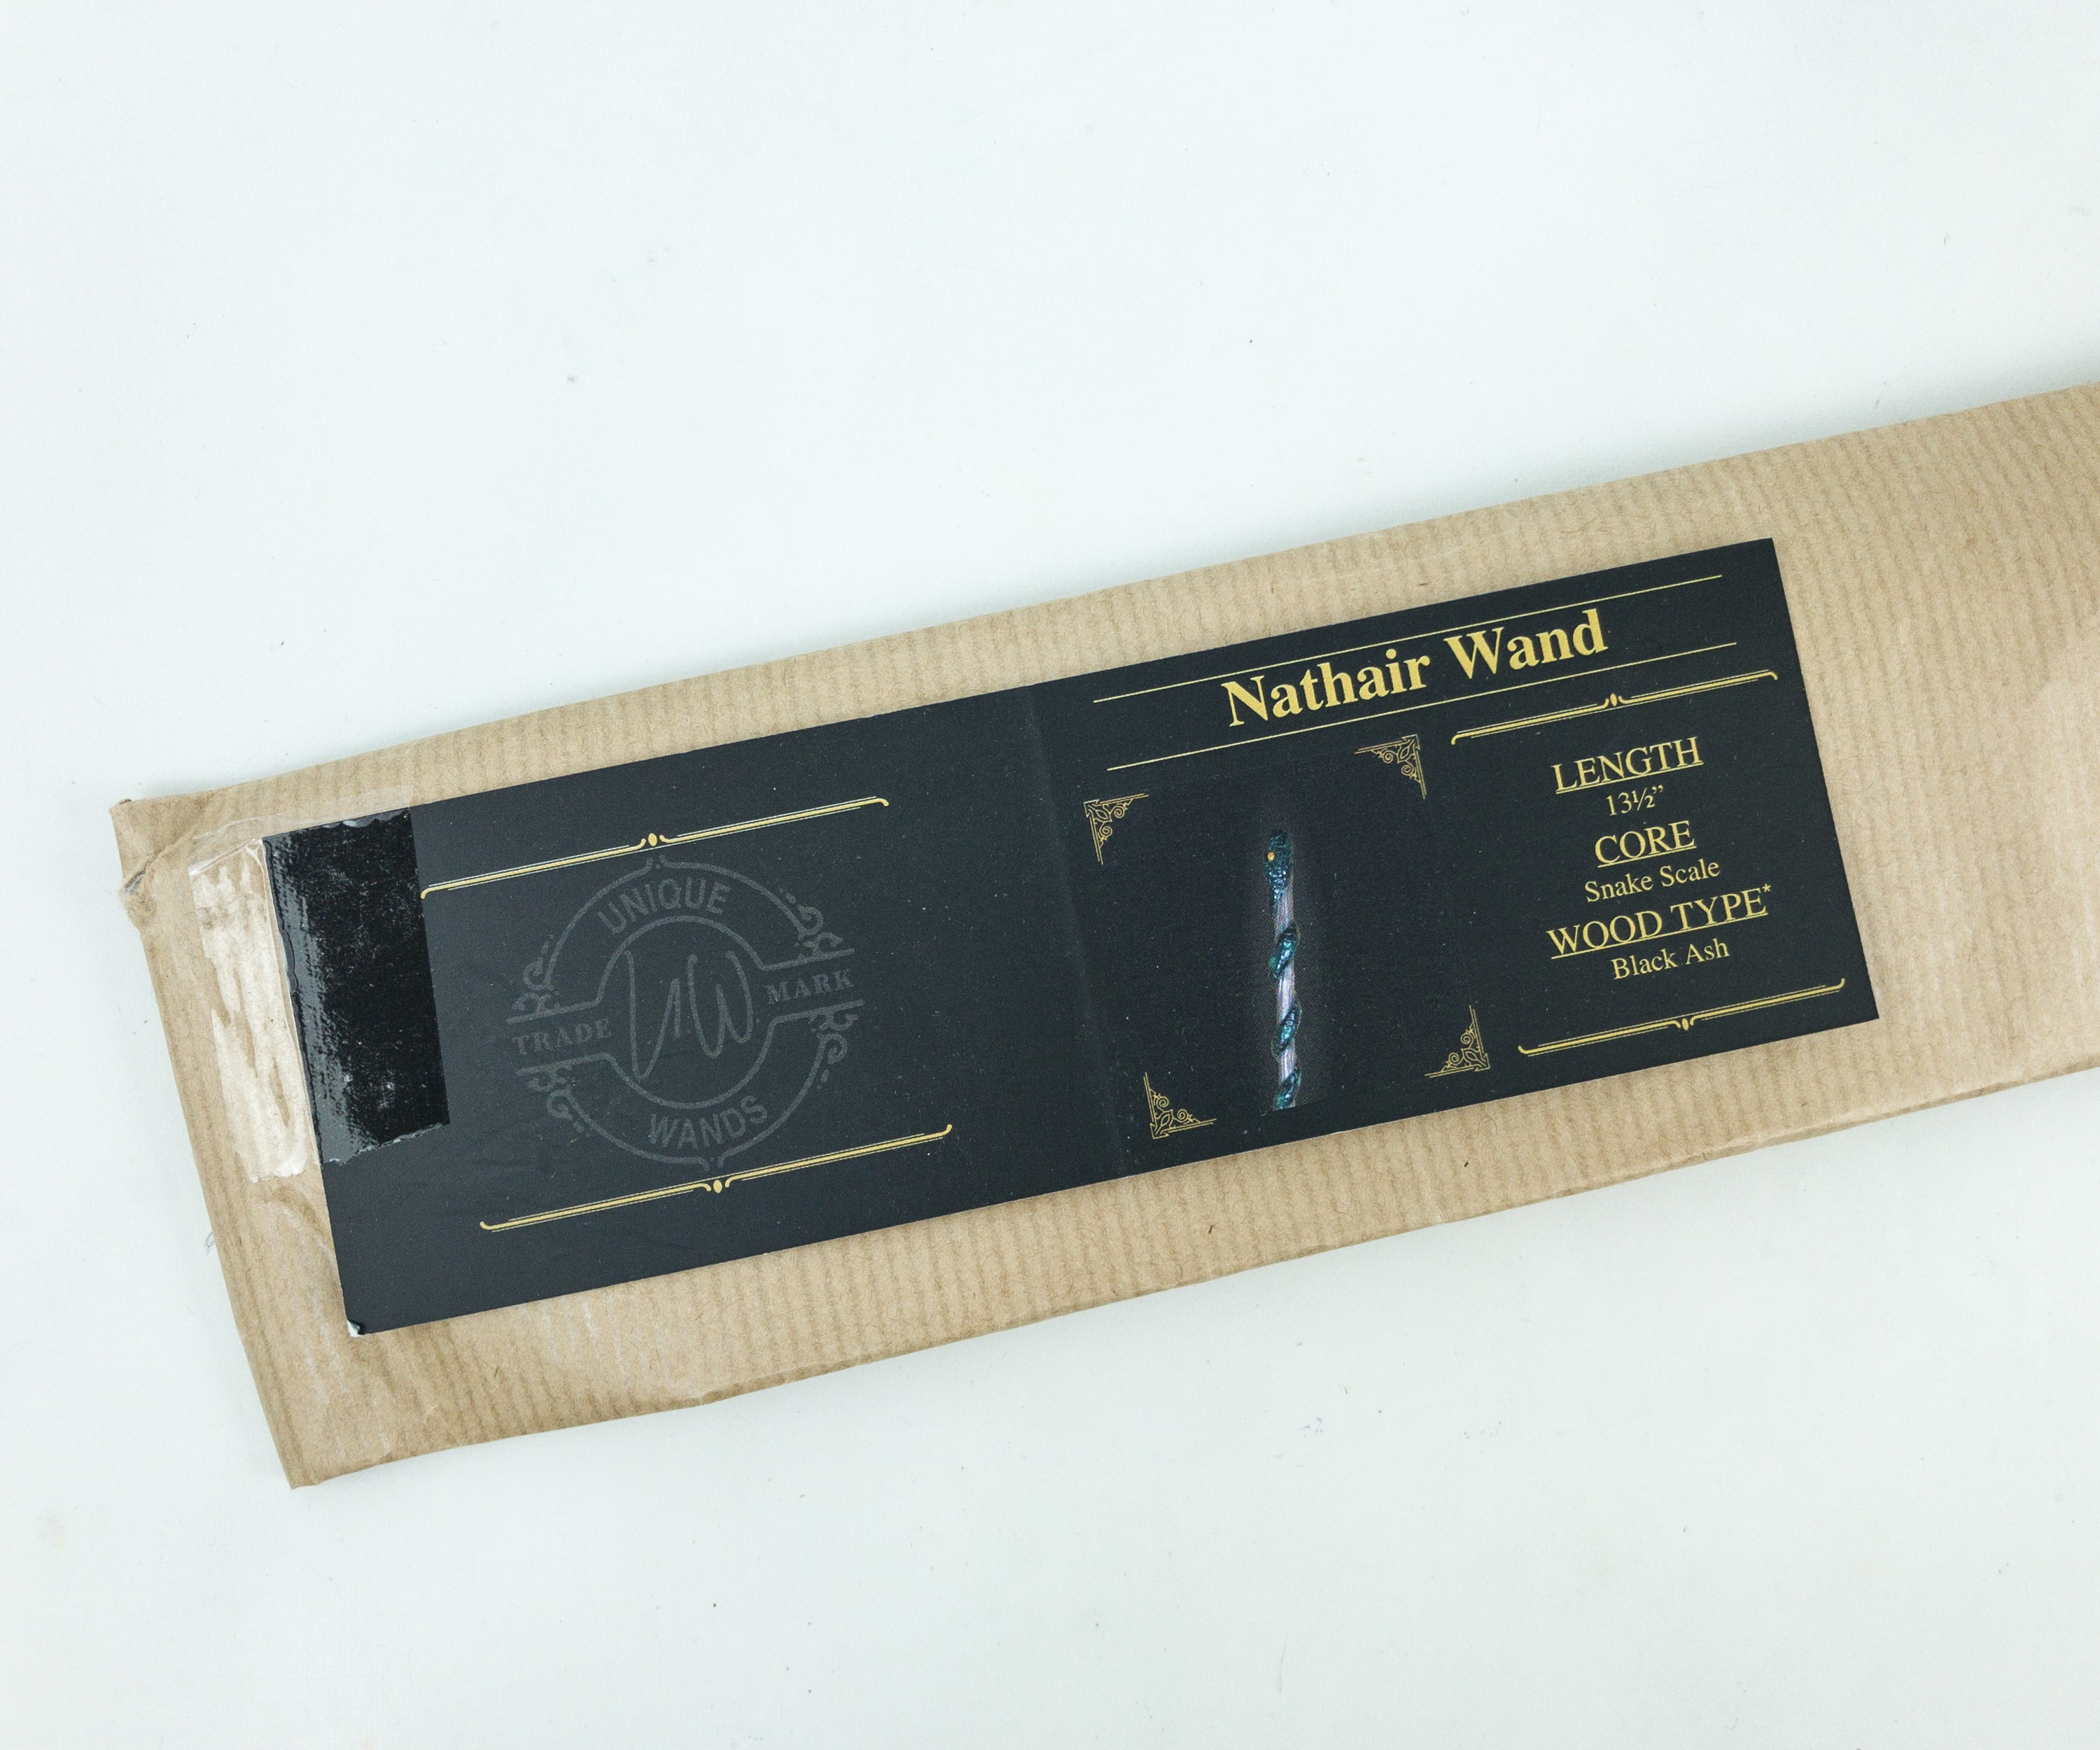 UNIQUE
TRADE UW MARK
WANDS
Nathair Wand
LENGTH
13½”
CORE
Snake Scale
WOOD TYPE*
Black Ash